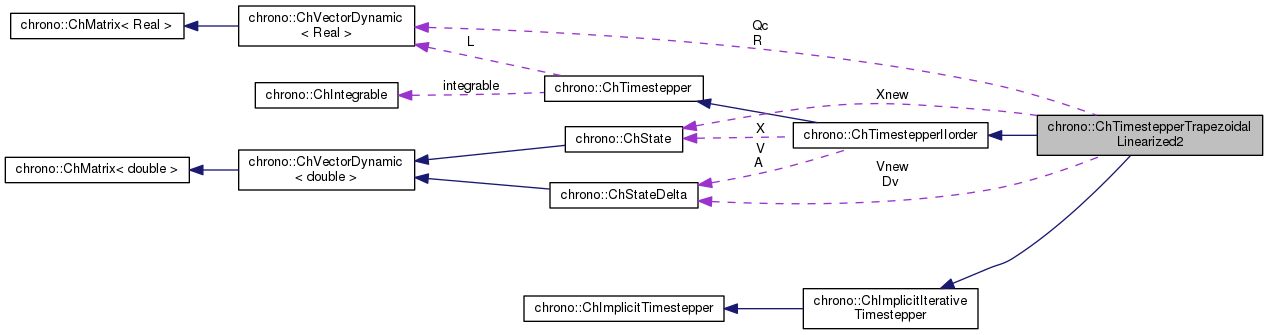 chrono::ChMatrix< Real >
chrono::ChVectorDynamic
< Real >
Qc
R
L
chrono::ChIntegrable
integrable
chrono::ChTimestepper
Xnew
chrono::ChState
X
chrono::ChTimestepperIIorder
chrono::ChTimestepperTrapezoidal
Linearized2
chrono::ChMatrix< double >
chrono::ChVectorDynamic
< double >
V
A
Vnew
Dv
chrono::ChStateDelta
chrono::ChImplicitTimestepper
chrono::ChImplicitIterative
Timestepper